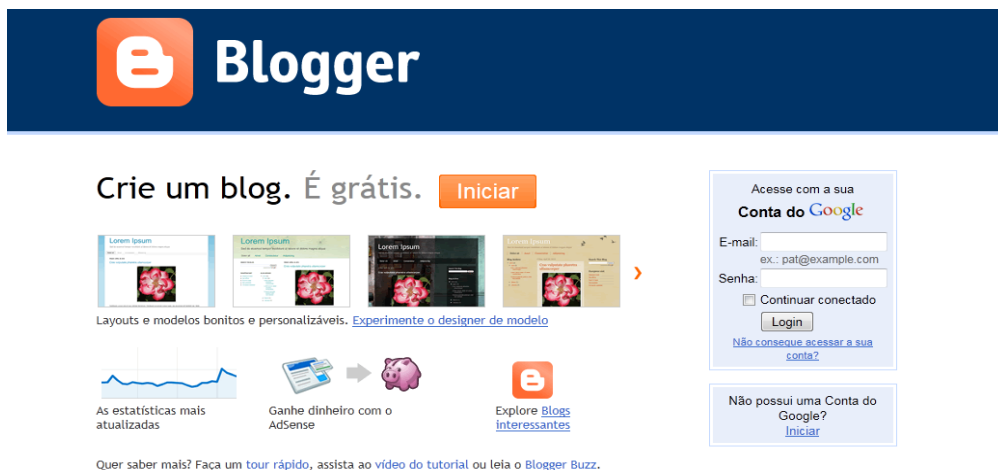 Blogger
Crie um blog. É grátis. Iniciar
Lorem Ipsum
Lorem Ipsum
Lorem Ipsum
Lorem Ipsum
Layouts e modelos bonitos e personalizáveis. Experimente o designer de modelo
As estatísticas mais
atualizadas
Ganhe dinheiro com o
AdSense
Explore Blogs
interessantes
Quer saber mais? Faça um tour rápido, assista ao vídeo do tutorial ou leia o Blogger Buzz.
Acesse com a sua
Conta do Google
E-mail:
ex.: pat@example.com
Senha:
Continuar conectado
Login
Não consegue acessar a sua
conta?
Não possui uma Conta do
Google?
Iniciar